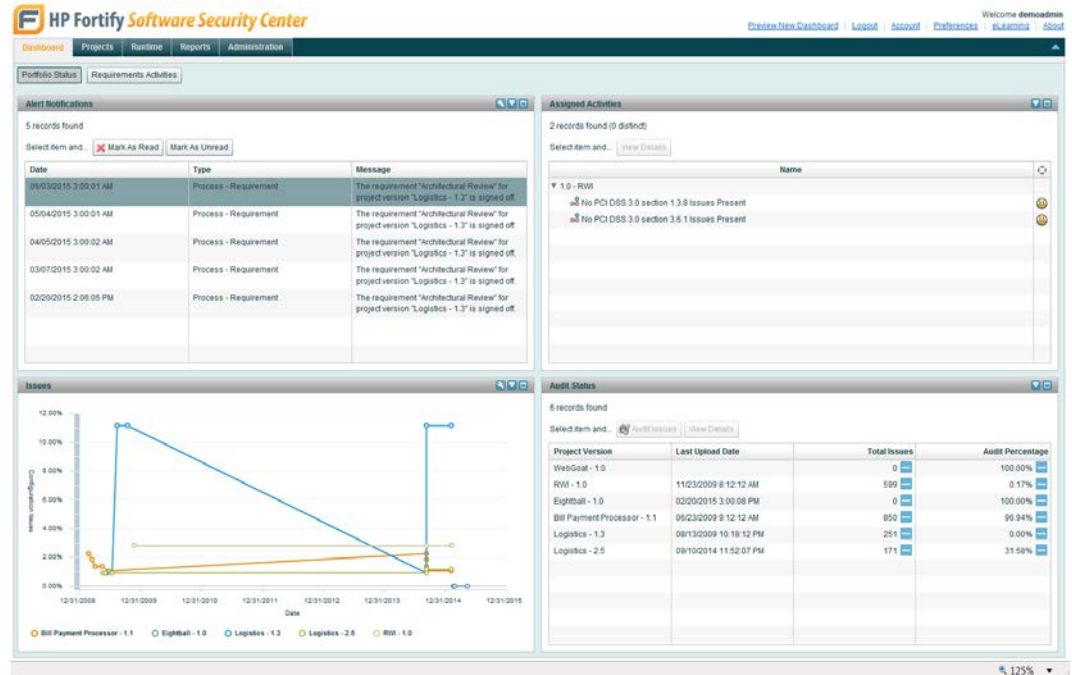 HP Fortify Software Security Center
Welcome demoadmin
Preview New Dashboard | Logout | Account | Preferences | eLearning | About
Dashboard Projects Runtime Reports Administration
Portfolio Status Requirements Activities
Alert Notifications
5 records found
Select item and... Mark As Read Mark As Unread
Date Type Message
06/03/2015 3:00:01 AM Process - Requirement The requirement "Architectural Review" for
project version "Logistics - 1.3" is signed off.
05/04/2015 3:00:01 AM Process - Requirement The requirement "Architectural Review" for
project version "Logistics - 1.3" is signed off.
04/05/2015 3:00:02 AM Process - Requirement The requirement "Architectural Review" for
project version "Logistics - 1.3" is signed off.
03/07/2015 3:00:02 AM Process - Requirement The requirement "Architectural Review" for
project version "Logistics - 1.3" is signed off.
02/20/2015 2:06:05 PM Process - Requirement The requirement "Architectural Review" for
project version "Logistics - 1.3" is signed off.
Assigned Activities
2 records found (0 distinct)
Select item and... View Details
Name
1.0 - RWI
No PCI DSS 3.0 section 1.3.8 Issues Present
No PCI DSS 3.0 section 3.6.1 Issues Present
Issues
12.00%
10.00%
8.00%
6.00%
4.00%
2.00%
0.00%
Configuration Issues
12/31/2008 12/31/2009 12/31/2010 12/31/2011 12/31/2012 12/31/2013 12/31/2014 12/31/2015
Date
Bill Payment Processor - 1.1 Eightball - 1.0 Logistics - 1.3 Logistics - 2.5 RWI - 1.0
Audit Status
6 records found
Select item and... Audit Issues View Details
Project Version Last Upload Date Total Issues Audit Percentage
WebGoat - 1.0 0 100.00%
RWI - 1.0 11/23/2009 8:12:12 AM 599 0.17%
Eightball - 1.0 02/20/2015 3:00:08 PM 0 100.00%
Bill Payment Processor - 1.1 06/23/2009 9:12:12 AM 850 96.94%
Logistics - 1.3 08/13/2009 10:18:12 PM 251 0.00%
Logistics - 2.5 09/10/2014 11:52:07 PM 171 31.58%
125%